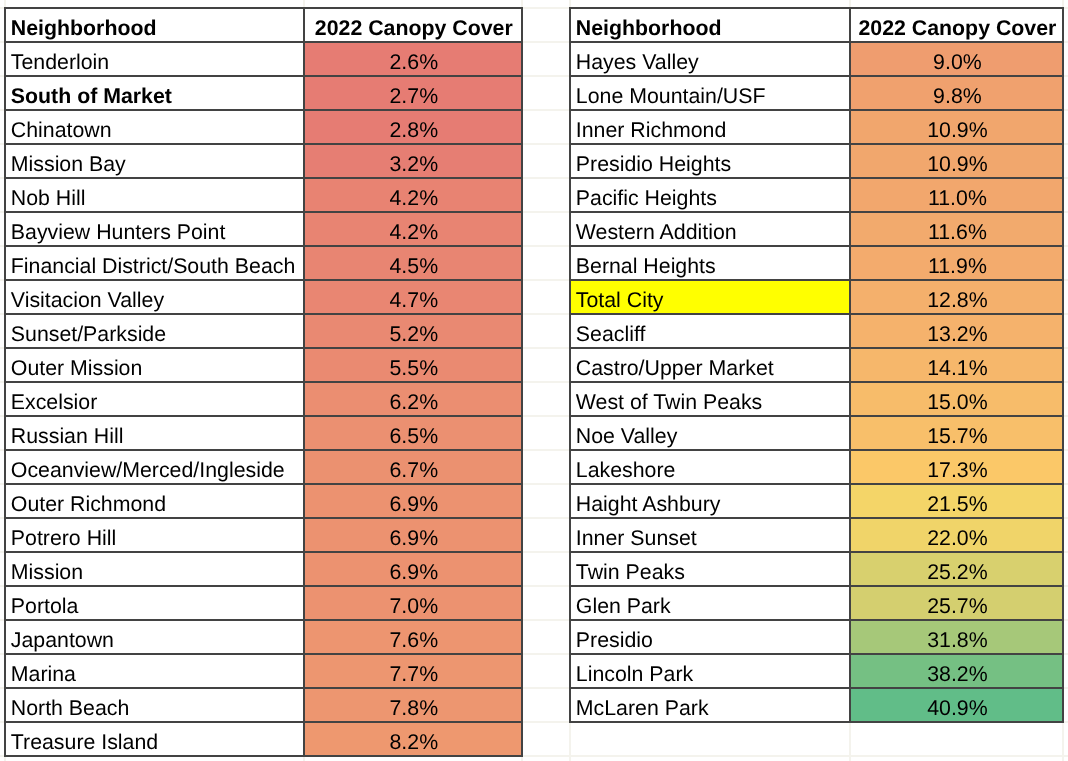 Neighborhood 2022 Canopy Cover
Tenderloin 2.6%
South of Market 2.7%
Chinatown 2.8%
Mission Bay 3.2%
Nob Hill 4.2%
Bayview Hunters Point 4.2%
Financial District/South Beach 4.5%
Visitacion Valley 4.7%
Sunset/Parkside 5.2%
Outer Mission 5.5%
Excelsior 6.2%
Russian Hill 6.5%
Oceanview/Merced/Ingleside 6.7%
Outer Richmond 6.9%
Potrero Hill 6.9%
Mission 6.9%
Portola 7.0%
Japantown 7.6%
Marina 7.7%
North Beach 7.8%
Treasure Island 8.2%
Neighborhood 2022 Canopy Cover
Hayes Valley 9.0%
Lone Mountain/USF 9.8%
Inner Richmond 10.9%
Presidio Heights 10.9%
Pacific Heights 11.0%
Western Addition 11.6%
Bernal Heights 11.9%
Total City 12.8%
Seacliff 13.2%
Castro/Upper Market 14.1%
West of Twin Peaks 15.0%
Noe Valley 15.7%
Lakeshore 17.3%
Haight Ashbury 21.5%
Inner Sunset 22.0%
Twin Peaks 25.2%
Glen Park 25.7%
Presidio 31.8%
Lincoln Park 38.2%
McLaren Park 40.9%